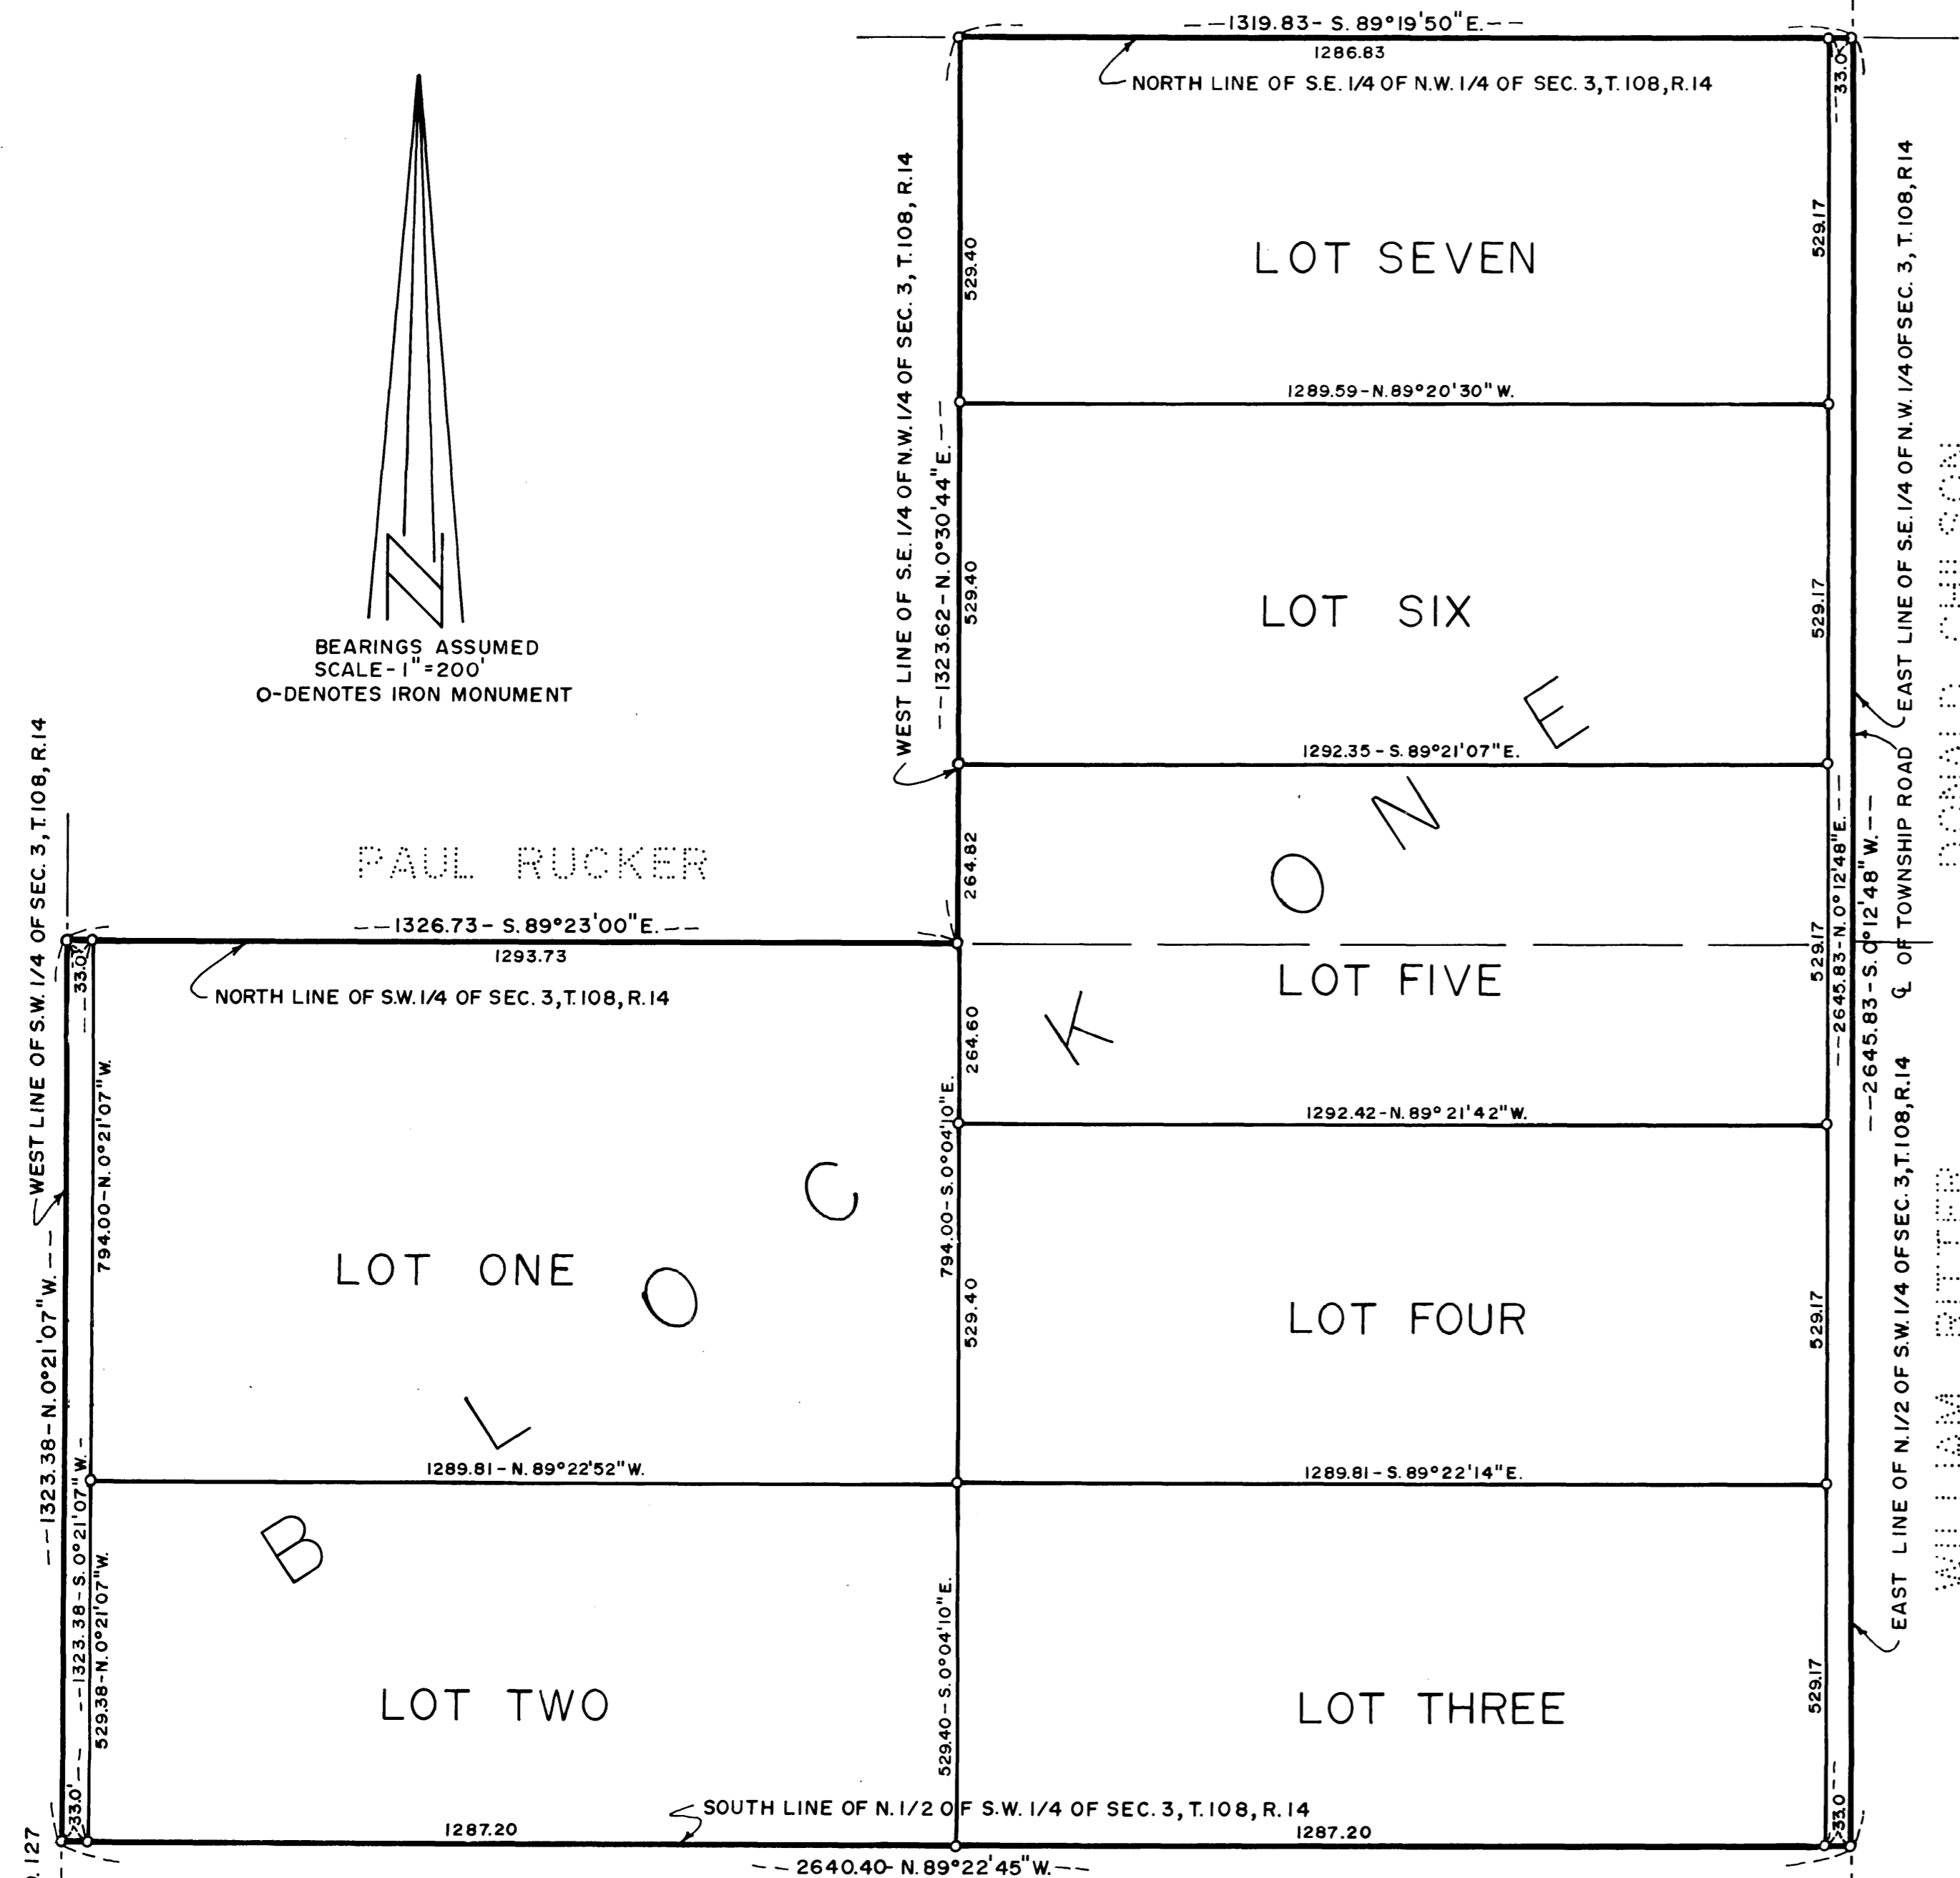 --1319.83- S. 89°19'50"E.--
1286.83
NORTH LINE OF S.E. 1/4 OF N.W. 1/4 OF SEC. 3, T. 108, R.14
33.0'
WEST LINE OF S.E. 1/4 OF N.W. 1/4 OF SEC. 3, T.108, R.14
--1323.62-N.0°30'44"E.--
529.40
LOT SEVEN
529.17
EAST LINE OF S.E. 1/4 OF N.W. 1/4 OF SEC. 3, T.108, R14
1289.59-N.89°20'30"W.
N
BEARINGS ASSUMED
SCALE-1"=200'
O-DENOTES IRON MONUMENT
529.40
LOT SIX
529.17
1292.35 - S. 89°21'07"E.
264.82
PAUL RUCKER
--1326.73- S. 89°23'00"E.--
1293.73
33.0'
NORTH LINE OF S.W. 1/4 OF SEC. 3, T.108, R.14
WEST LINE OF S.W. 1/4 OF SEC. 3, T.108, R.14
--1323.38-N.0°21'07"W.--
794.00-N.0°21'07"W.
LOT ONE
794.00-S. 0°04'10"E.
264.60
LOT FIVE
529.17
--2645.83-N. 0°12'48"E.--
--2645.83-S. 0°12'48"W.--
℄ OF TOWNSHIP ROAD
1292.42-N.89° 21'42"W.
BLOCK ONE
529.40
LOT FOUR
529.17
EAST LINE OF N.1/2 OF S.W. 1/4 OF SEC. 3, T.108, R.14
WILLIAM RITTER
1289.81 - N. 89°22'52"W.
1289.81 - S. 89°22'14"E.
--1323.38-S. 0°21'07"W.-
529.38-N.0°21'07"W.
LOT TWO
529.40-S. 0°04'10"E.
LOT THREE
529.17
33.0'
SOUTH LINE OF N. 1/2 OF S.W. 1/4 OF SEC. 3, T.108, R. 14
33.0'
1287.20
1287.20
-- 2640.40- N. 89°22'45"W.--
127